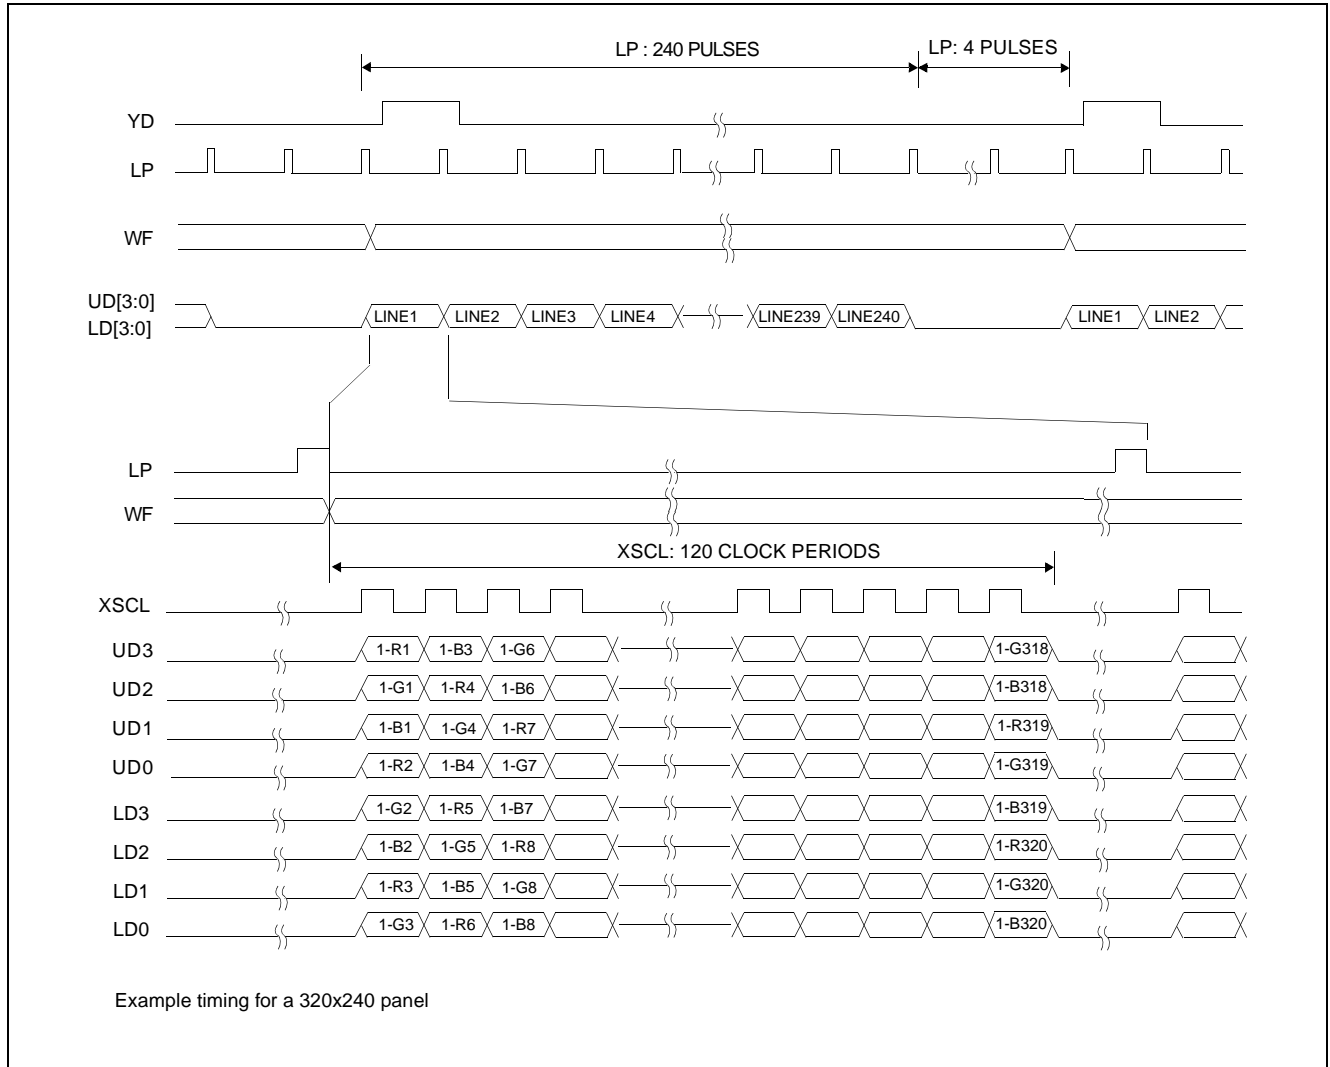 LP : 240 PULSES LP: 4 PULSES
YD
LP
WF
UD[3:0]
LD[3:0]
LINE1 LINE2 LINE3 LINE4 LINE239 LINE240 LINE1 LINE2
LP
WF
XSCL: 120 CLOCK PERIODS
XSCL
UD3 1-R1 1-B3 1-G6 1-G318
UD2 1-G1 1-R4 1-B6 1-B318
UD1 1-B1 1-G4 1-R7 1-R319
UD0 1-R2 1-B4 1-G7 1-G319
LD3 1-G2 1-R5 1-B7 1-B319
LD2 1-B2 1-G5 1-R8 1-R320
LD1 1-R3 1-B5 1-G8 1-G320
LD0 1-G3 1-R6 1-B8 1-B320
Example timing for a 320x240 panel